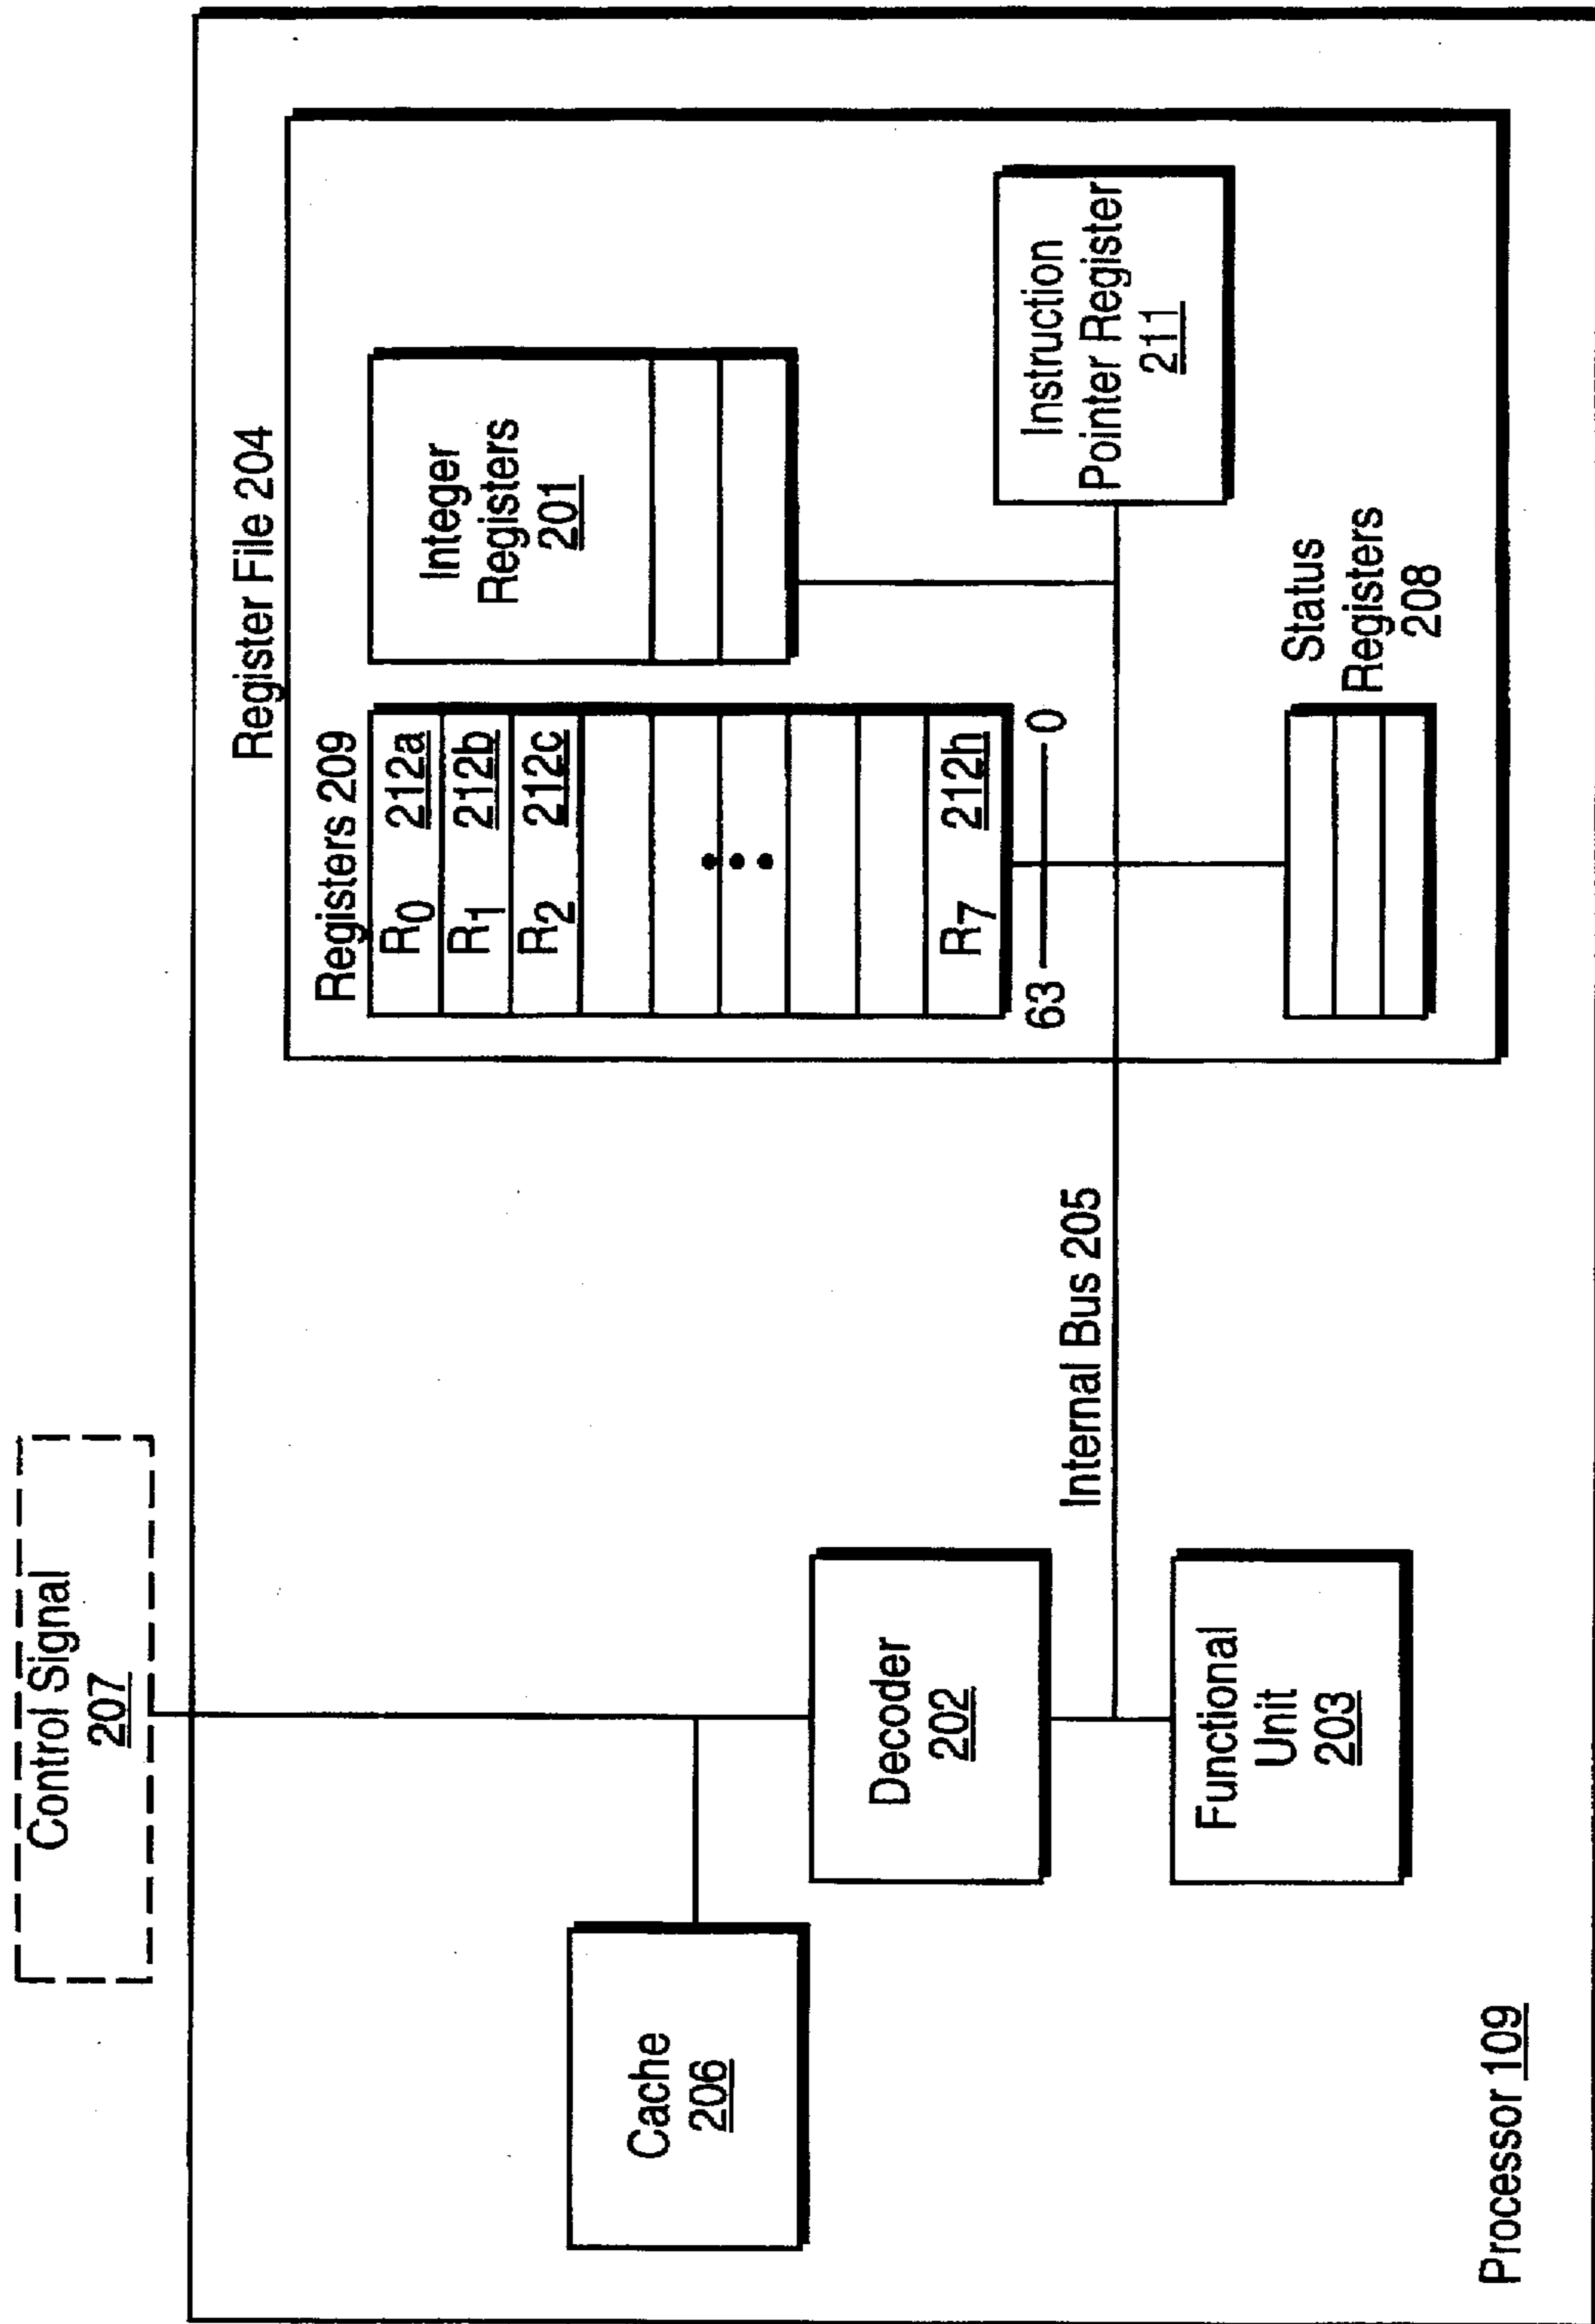 Control Signal
207
Register File 204
Registers 209
R0 212a
R1 212b
R2 212c
R7 212h
63 0
Integer
Registers
201
Cache
206
Decoder
202
Internal Bus 205
Functional
Unit
203
Instruction
Pointer Register
211
Status
Registers
208
Processor 109